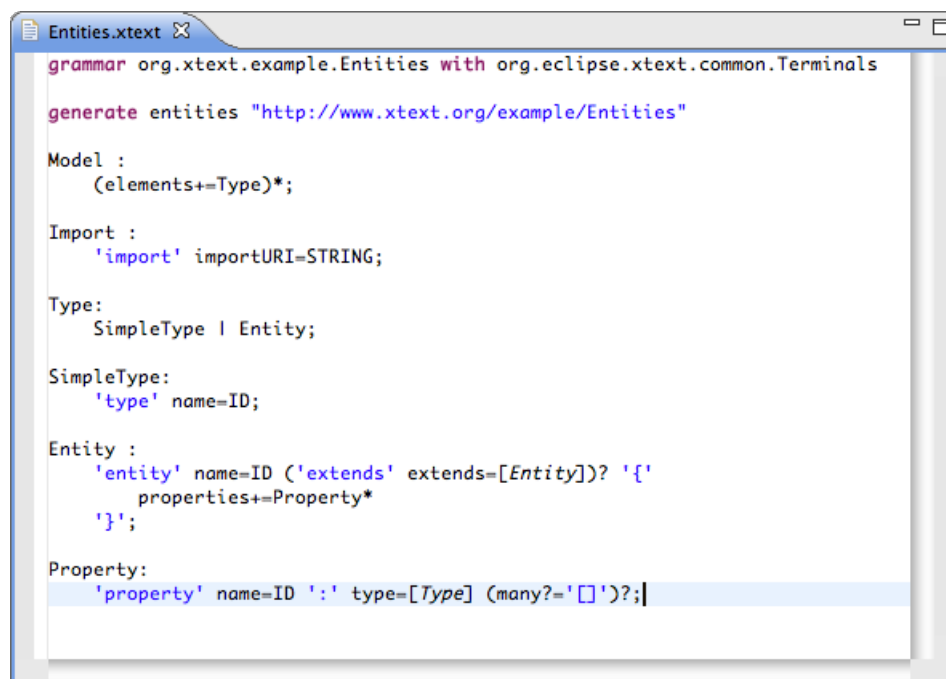 Entities.xtext
grammar org.xtext.example.Entities with org.eclipse.xtext.common.Terminals
generate entities "http://www.xtext.org/example/Entities"
Model :
(elements+=Type)*;
Import :
'import' importURI=STRING;
Type:
SimpleType | Entity;
SimpleType:
'type' name=ID;
Entity :
'entity' name=ID ('extends' extends=[Entity])? '{'
properties+=Property*
'}';
Property:
'property' name=ID ':' type=[Type] (many?='[]')?;